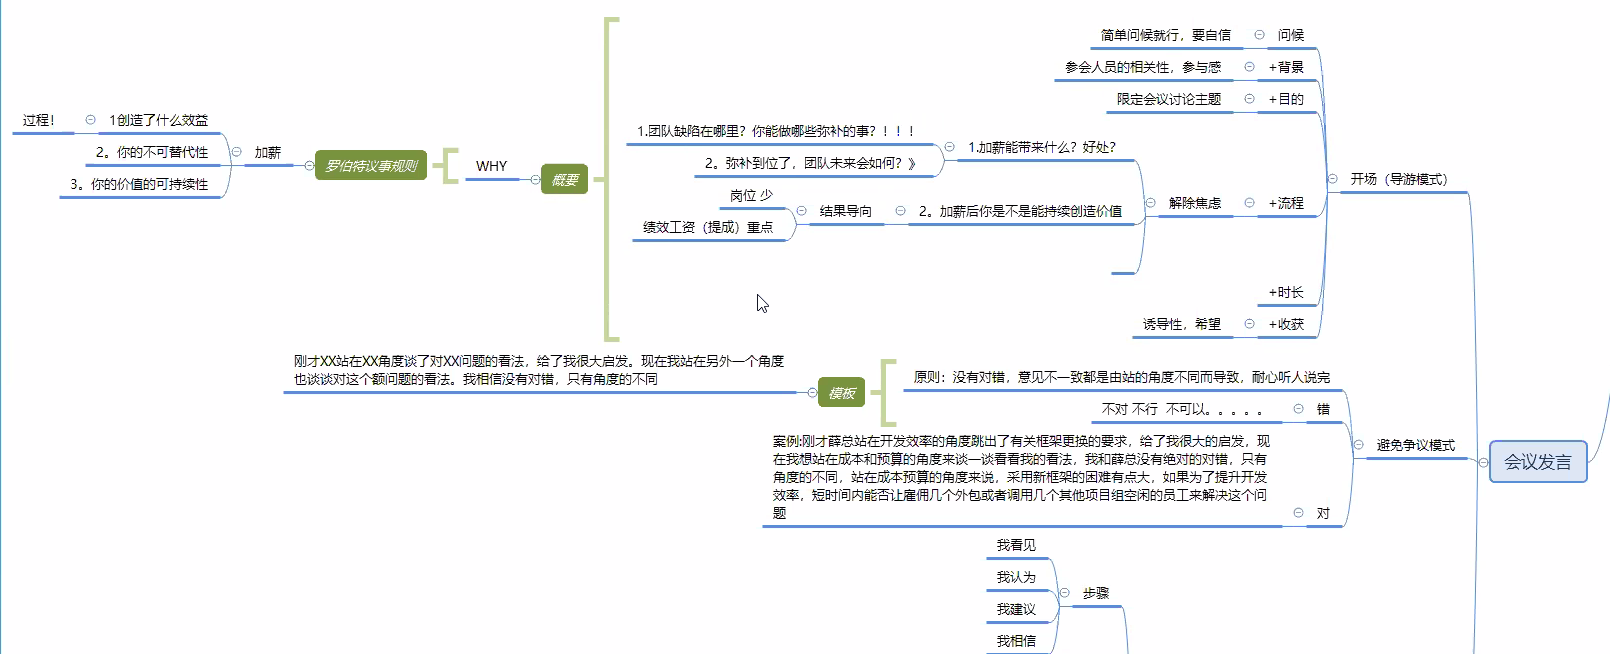 会议发言
开场（导游模式）
问候
简单问候就行，要自信
+背景
参会人员的相关性，参与感
+目的
限定会议讨论主题
+流程
解除焦虑
1.加薪能带来什么？好处？
1.团队缺陷在哪里？你能做哪些弥补的事？！！！
2。弥补到位了，团队未来会如何？》
2。加薪后你是不是能持续创造价值
结果导向
岗位 少
绩效工资（提成）重点
+时长
+收获
诱导性，希望
概要
WHY
罗伯特议事规则
加薪
1创造了什么效益
过程！
2。你的不可替代性
3。你的价值的可持续性
避免争议模式
原则：没有对错，意见不一致都是由站的角度不同而导致，耐心听人说完
错
不对 不行 不可以。。。。。
对
案例:刚才薛总站在开发效率的角度跳出了有关框架更换的要求，给了我很大的启发，现
在我想站在成本和预算的角度来谈一谈看看我的看法，我和薛总没有绝对的对错，只有
角度的不同，站在成本预算的角度来说，采用新框架的困难有点大，如果为了提升开发
效率，短时间内能否让雇佣几个外包或者调用几个其他项目组空闲的员工来解决这个问
题
模板
刚才XX站在XX角度谈了对XX问题的看法，给了我很大启发。现在我站在另外一个角度
也谈谈对这个额问题的看法。我相信没有对错，只有角度的不同
步骤
我看见
我认为
我建议
我相信